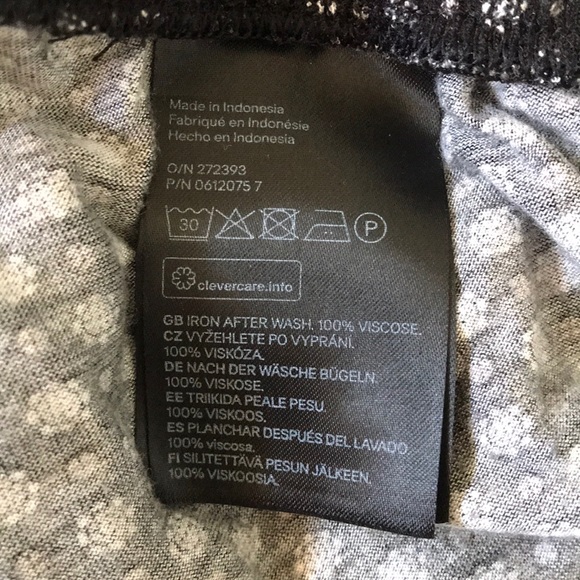 Made in Indonesia
Fabriqué en Indonésie
Hecho en Indonesia
O/N 272393
P/N 0612075 7
30 P
clevercare.info
GB IRON AFTER WASH. 100% VISCOSE.
CZ VYŽEHLETE PO VYPRÁNÍ.
100% VISKÓZA.
DE NACH DER WÄSCHE BÜGELN.
100% VISKOSE.
EE TRIIKIDA PEALE PESU.
100% VISKOOS.
ES PLANCHAR DESPUÉS DEL LAVADO
100% viscosa.
FI SILITETTÄVÄ PESUN JÄLKEEN.
100% VISKOOSIA.